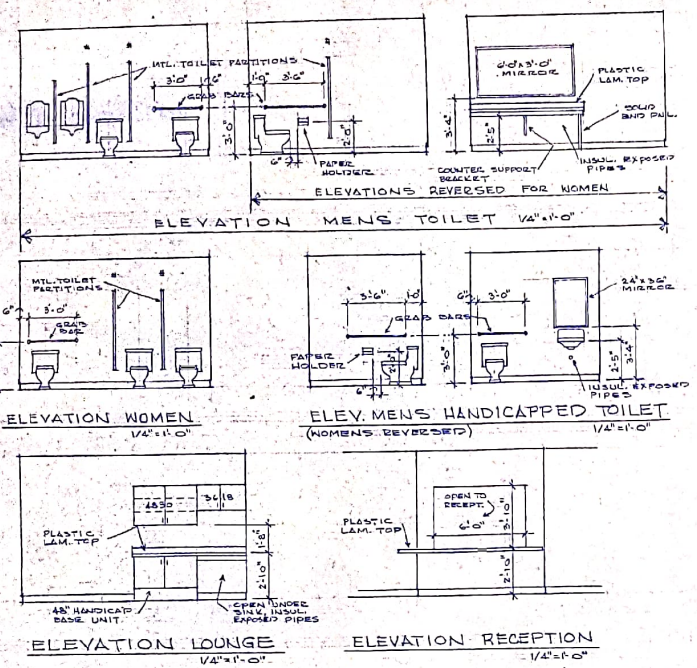 MTL. TOILET PARTITIONS
3'-0" 6"
GRAB BARS
3'-0"
1'-0" 3'-6"
2'-0"
6"
PAPER
HOLDER
6'-0"x3'-0"
MIRROR
PLASTIC
LAM. TOP
SOLID
END PNL.
3'-4"
2'-5"
COUNTER SUPPORT
BRACKET
INSUL. EXPOSED
PIPES
ELEVATIONS REVERSED FOR WOMEN
ELEVATION MENS TOILET 1/4"=1'-0"
MTL. TOILET
PARTITIONS
6" 3'-0"
GRAB
BAR
ELEVATION WOMEN
1/4"=1'-0"
3'-6" 1'-0"
6" 3'-0"
GRAB BARS
PAPER
HOLDER
6"
3'-0"
24"x36"
MIRROR
2'-5"
3'-4"
INSUL. EXPOSED
PIPES
ELEV. MENS HANDICAPPED TOILET
(WOMENS REVERSED) 1/4"=1'-0"
4830
3618
PLASTIC
LAM. TOP
1'-8"
2'-10"
48" HANDICAP
BASE UNIT.
OPEN UNDER
SINK, INSUL.
EXPOSED PIPES
ELEVATION LOUNGE
1/4"=1'-0"
OPEN TO
RECEPT.
6'-0"
3'-10"
PLASTIC
LAM. TOP
2'-10"
ELEVATION RECEPTION
1/4"=1'-0"